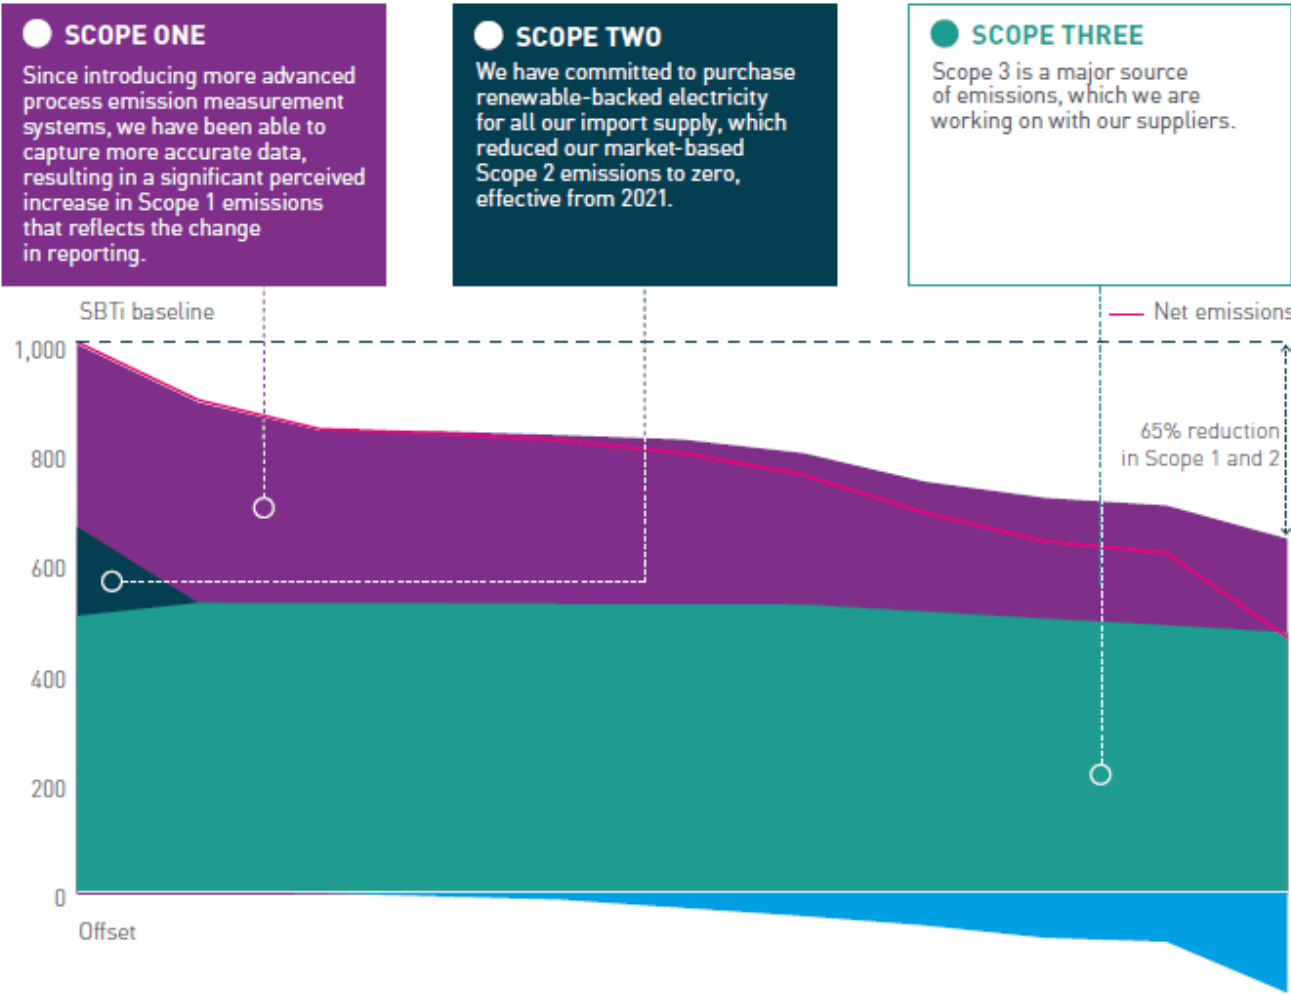 SCOPE ONE
Since introducing more advanced
process emission measurement
systems, we have been able to
capture more accurate data,
resulting in a significant perceived
increase in Scope 1 emissions
that reflects the change
in reporting.
SCOPE TWO
We have committed to purchase
renewable-backed electricity
for all our import supply, which
reduced our market-based
Scope 2 emissions to zero,
effective from 2021.
SCOPE THREE
Scope 3 is a major source
of emissions, which we are
working on with our suppliers.
SBTi baseline
Net emissions
1,000
800
600
400
200
0
65% reduction
in Scope 1 and 2
Offset